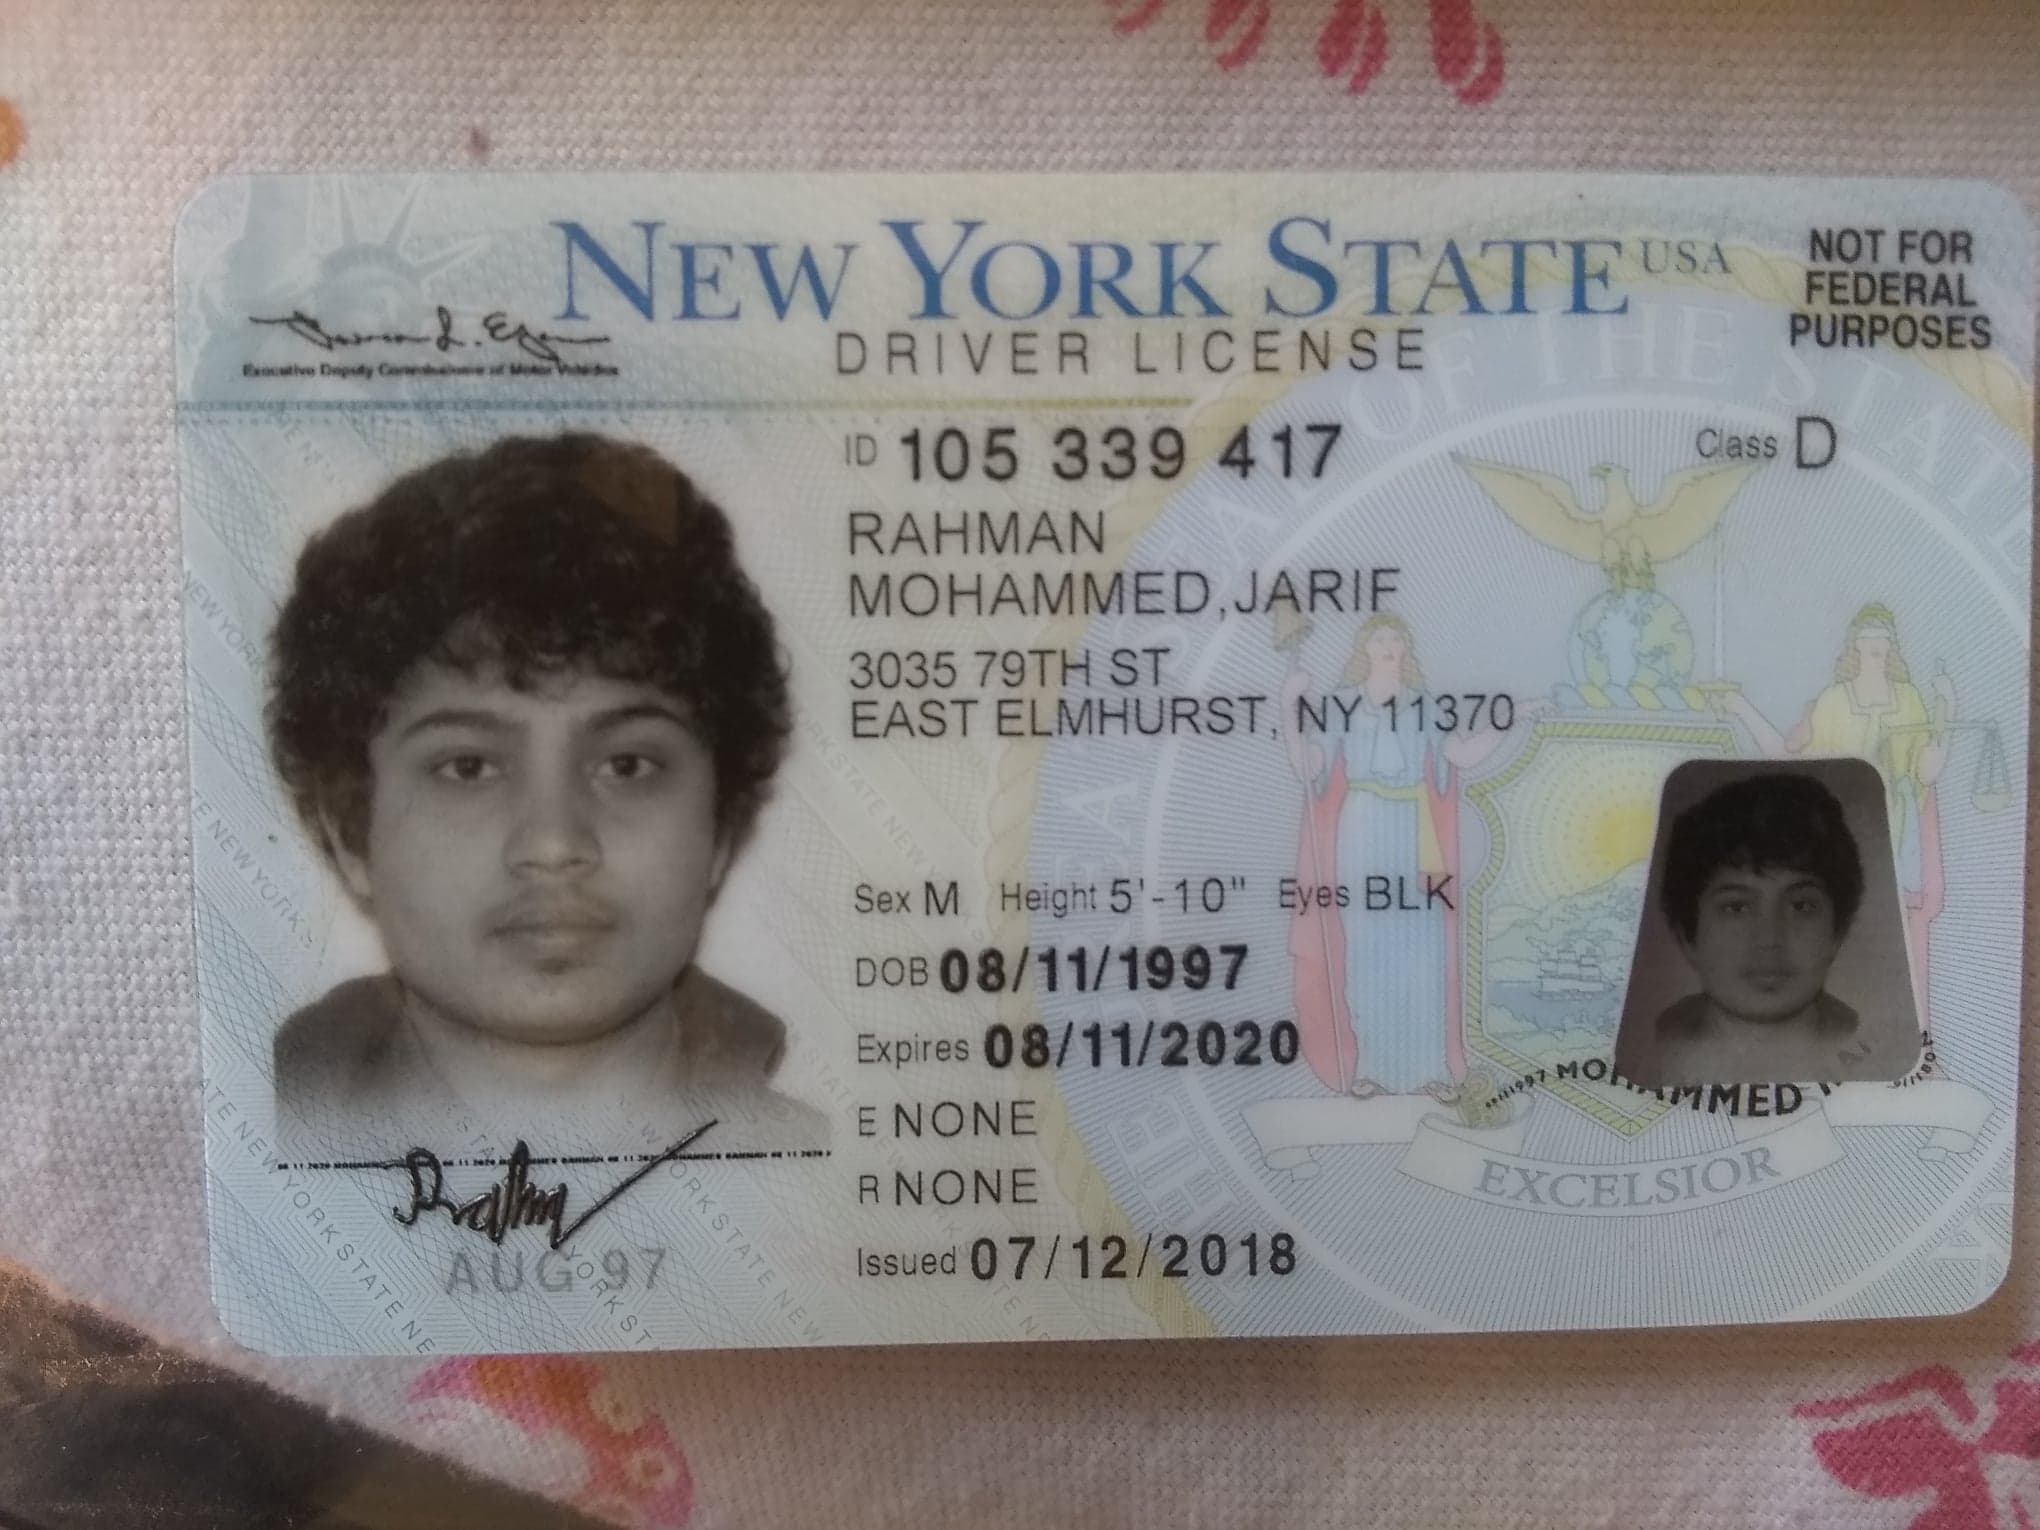 NEW YORK STATE USA
NOT FOR
FEDERAL
PURPOSES
Executive Deputy Commissioner of Motor Vehicles
DRIVER LICENSE
ID 105 339 417
Class D
RAHMAN
MOHAMMED,JARIF
3035 79TH ST
EAST ELMHURST, NY 11370
Sex M Height 5'-10" Eyes BLK
DOB 08/11/1997
Expires 08/11/2020
E NONE
R NONE
Issued 07/12/2018
AUG 97
MOHAMMED
EXCELSIOR